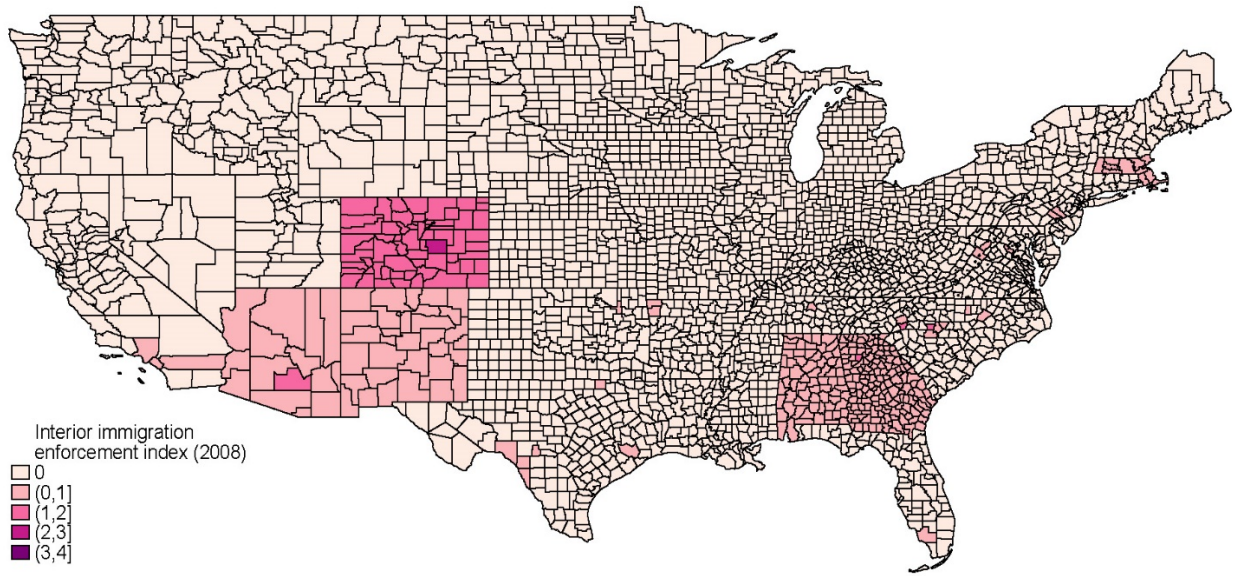 Interior immigration
enforcement index (2008)
0
(0,1]
(1,2]
(2,3]
(3,4]